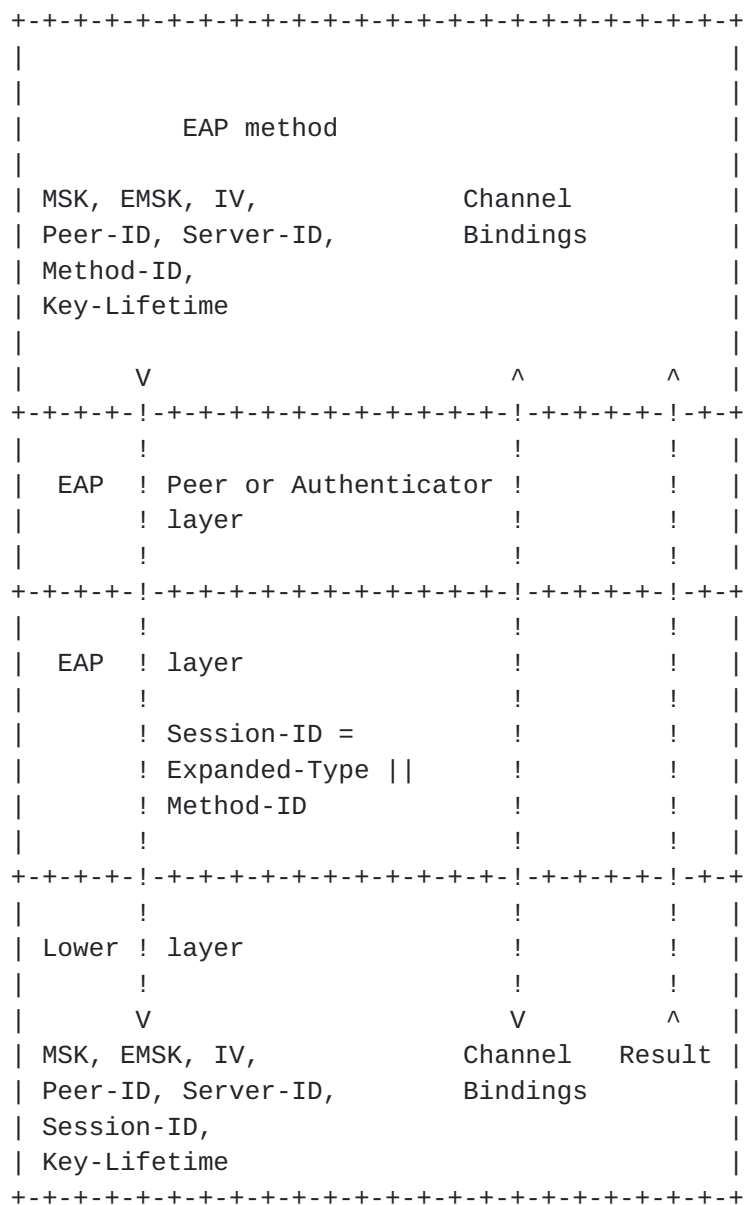 +-+-+-+-+-+-+-+-+-+-+-+-+-+-+-+-+-+-+-+-+-+-+-+
|                                             |
|                                             |
|          EAP method                         |
|                                             |
| MSK, EMSK, IV,             Channel          |
| Peer-ID, Server-ID,        Bindings         |
| Method-ID,                                  |
| Key-Lifetime                                |
|                                             |
|       V                       ^         ^   |
+-+-+-+-!-+-+-+-+-+-+-+-+-+-+-+-!-+-+-+-+-!-+-+
|       !                       !         !   |
|  EAP  ! Peer or Authenticator !         !   |
|       ! layer                 !         !   |
|       !                       !         !   |
+-+-+-+-!-+-+-+-+-+-+-+-+-+-+-+-!-+-+-+-+-!-+-+
|       !                       !         !   |
|  EAP  ! layer                 !         !   |
|       !                       !         !   |
|       ! Session-ID =          !         !   |
|       ! Expanded-Type ||      !         !   |
|       ! Method-ID             !         !   |
|       !                       !         !   |
+-+-+-+-!-+-+-+-+-+-+-+-+-+-+-+-!-+-+-+-+-!-+-+
|       !                       !         !   |
| Lower ! layer                 !         !   |
|       !                       !         !   |
|       V                       V         ^   |
| MSK, EMSK, IV,             Channel   Result |
| Peer-ID, Server-ID,        Bindings         |
| Session-ID,                                 |
| Key-Lifetime                                |
+-+-+-+-+-+-+-+-+-+-+-+-+-+-+-+-+-+-+-+-+-+-+-+